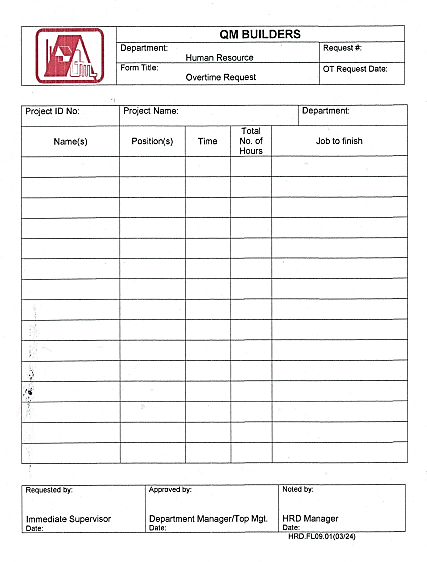 QM BUILDERS
Department: Request #:
Human Resource
Form Title: OT Request Date:
Overtime Request
Project ID No: Project Name: Department:
Name(s) Position(s) Time Total No. of Hours Job to finish
Requested by: Approved by: Noted by:
Immediate Supervisor Department Manager/Top Mgt. HRD Manager
Date: Date: Date:
HRD.FL09.01(03/24)